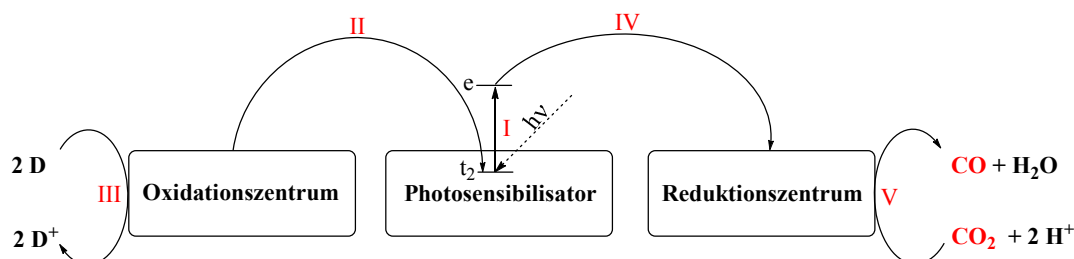 II
IV
e
hν
I
t₂
2 D
III
Oxidationszentrum
Photosensibilisator
Reduktionszentrum
V
CO + H₂O
2 D⁺
CO₂ + 2 H⁺